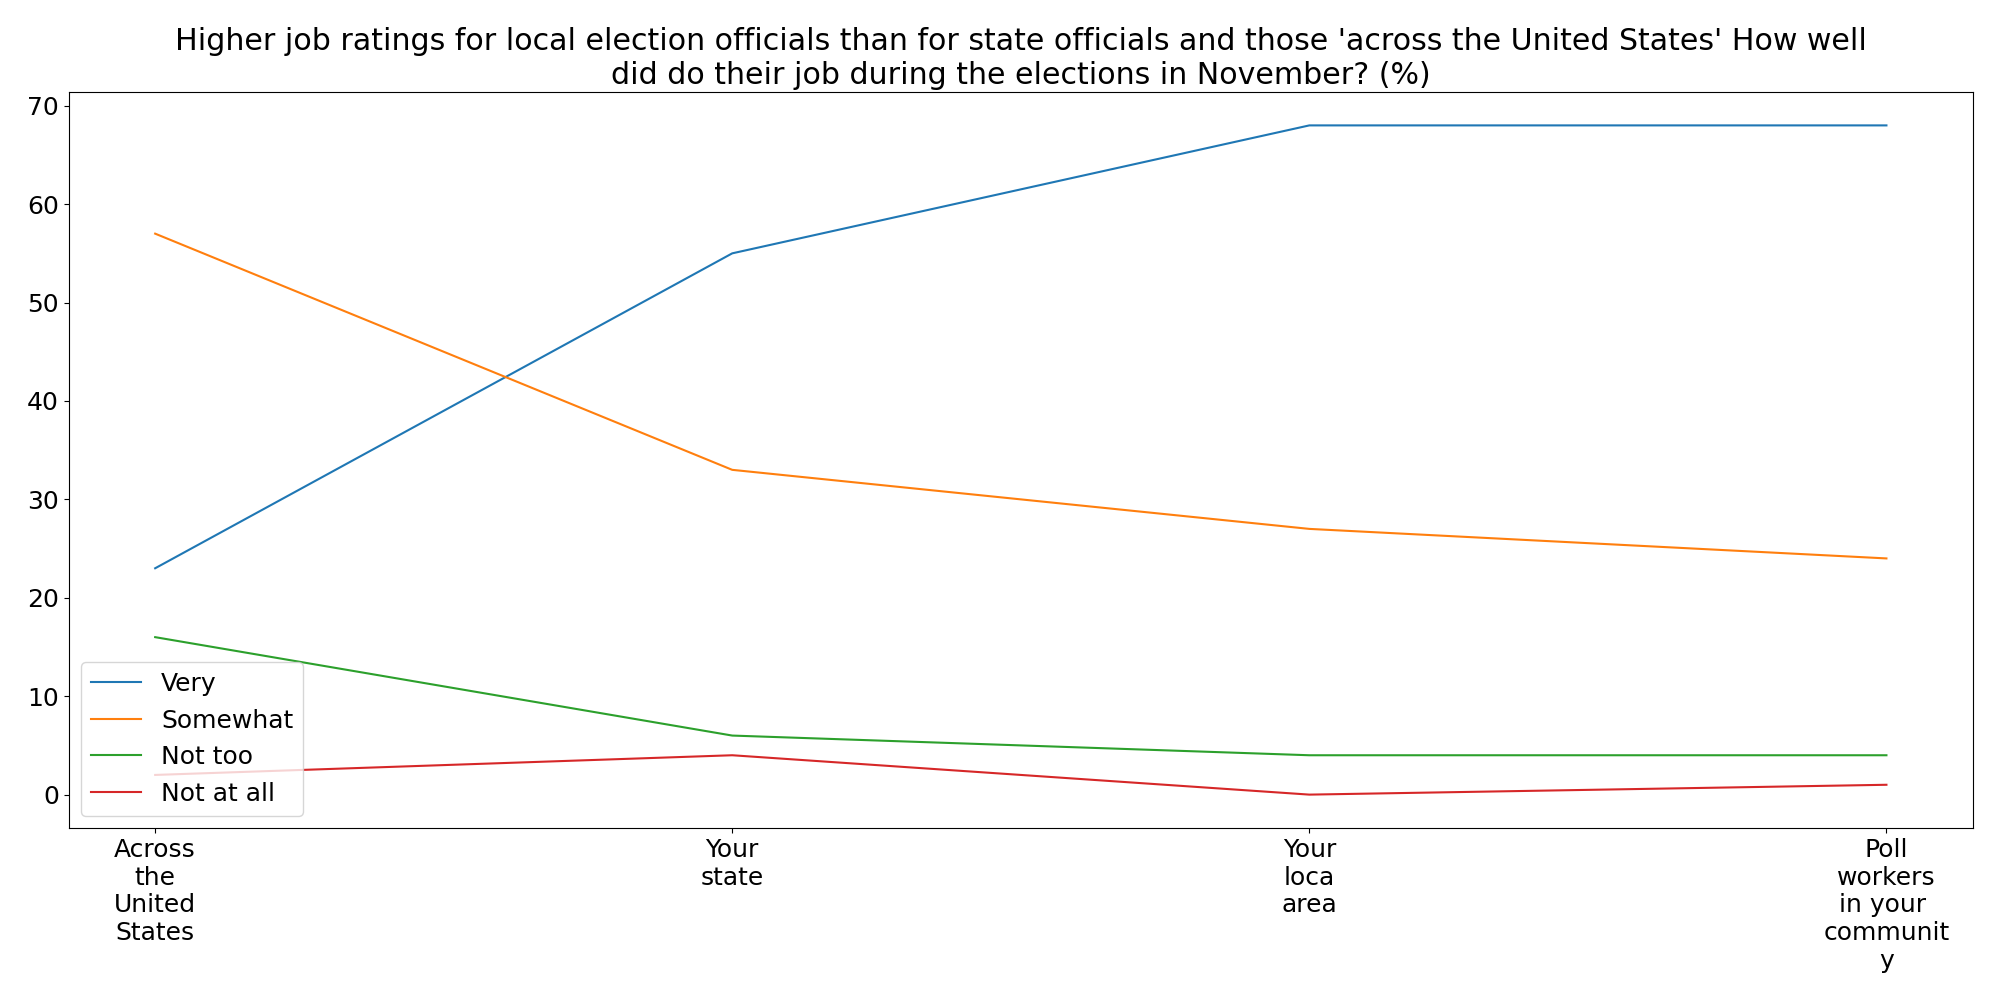 Higher job ratings for local election officials than for state officials and those 'across the United States' How well
did do their job during the elections in November? (%)
70
60
50
40
30
20
10
0
Very
Somewhat
Not too
Not at all
Across
the
United
States
Your
state
Your
loca
area
Poll
workers
in your
communit
y